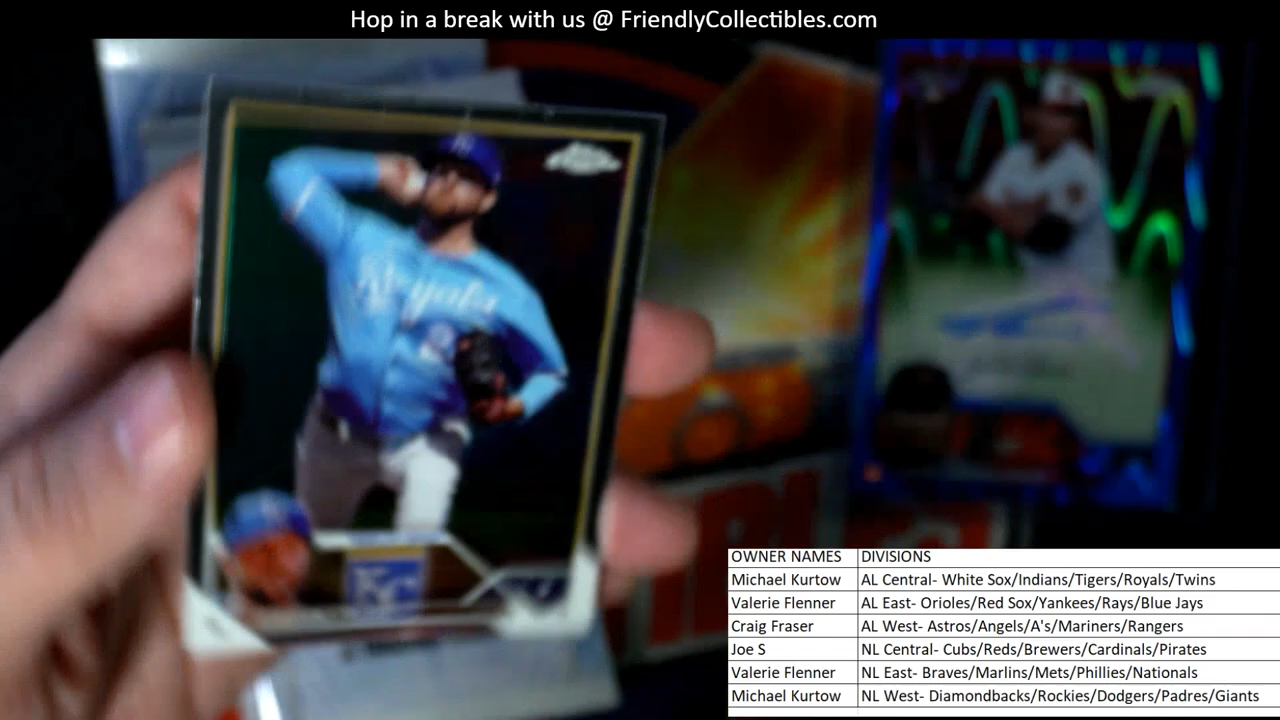 Hop in a break with us @ FriendlyCollectibles.com
Royals
KC
OWNER NAMES DIVISIONS
Michael Kurtow AL Central- White Sox/Indians/Tigers/Royals/Twins
Valerie Flenner AL East- Orioles/Red Sox/Yankees/Rays/Blue Jays
Craig Fraser AL West- Astros/Angels/A's/Mariners/Rangers
Joe S NL Central- Cubs/Reds/Brewers/Cardinals/Pirates
Valerie Flenner NL East- Braves/Marlins/Mets/Phillies/Nationals
Michael Kurtow NL West- Diamondbacks/Rockies/Dodgers/Padres/Giants